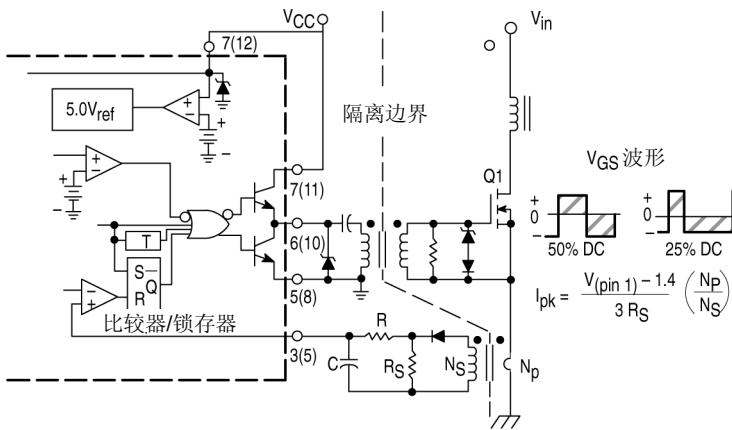 VCC
Vin
7(12)
5.0Vref
隔离边界
+
−
+
−
+
−
+
−
7(11)
Q1
VGS 波形
+
0
−
50% DC
+
0
−
25% DC
6(10)
T
S
Q
R
+
−
5(8)
比较器/锁存器
Ipk = V(pin 1) − 1.4 / 3 RS (NP/NS)
3(5)
R
C
RS
NS
Np